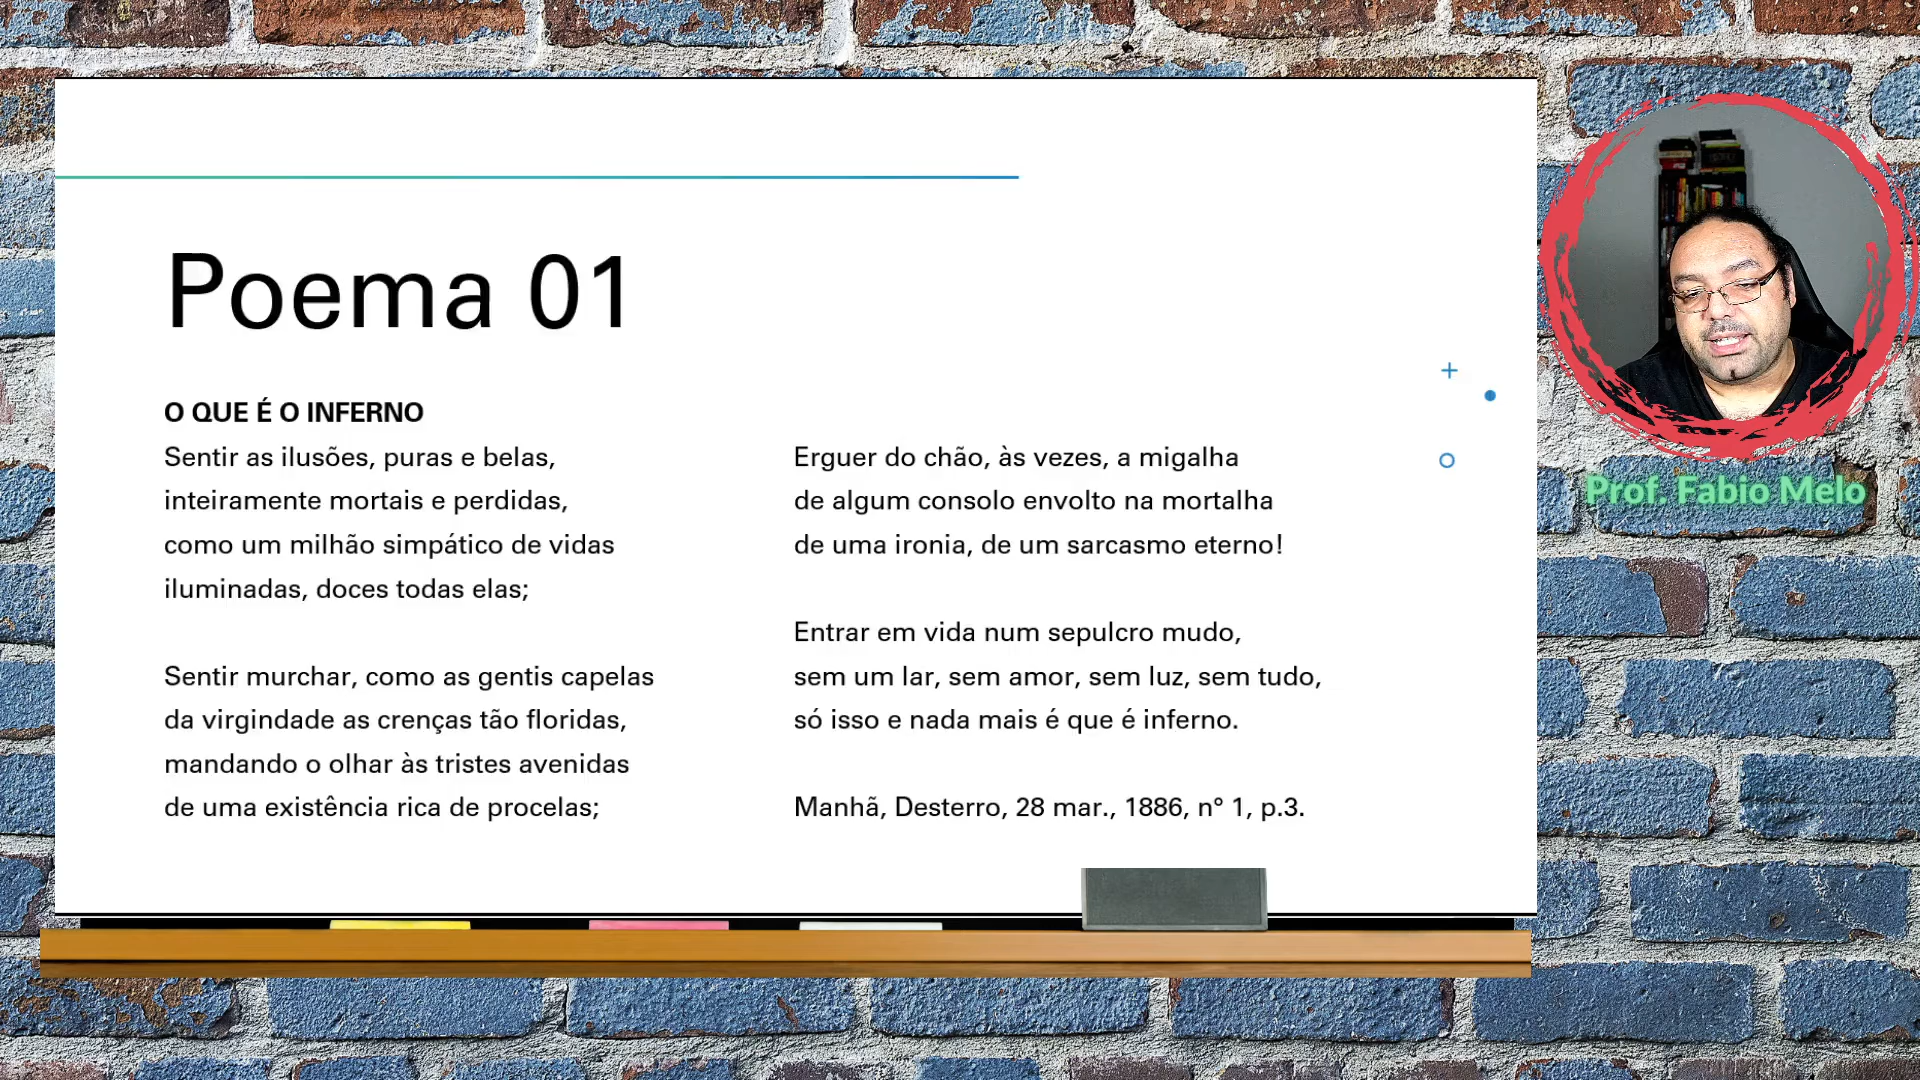 Poema 01
O QUE É O INFERNO
Sentir as ilusões, puras e belas,
inteiramente mortais e perdidas,
como um milhão simpático de vidas
iluminadas, doces todas elas;
Sentir murchar, como as gentis capelas
da virgindade as crenças tão floridas,
mandando o olhar às tristes avenidas
de uma existência rica de procelas;
Erguer do chão, às vezes, a migalha
de algum consolo envolto na mortalha
de uma ironia, de um sarcasmo eterno!
Entrar em vida num sepulcro mudo,
sem um lar, sem amor, sem luz, sem tudo,
só isso e nada mais é que é inferno.
Manhã, Desterro, 28 mar., 1886, n° 1, p.3.
Prof. Fabio Melo